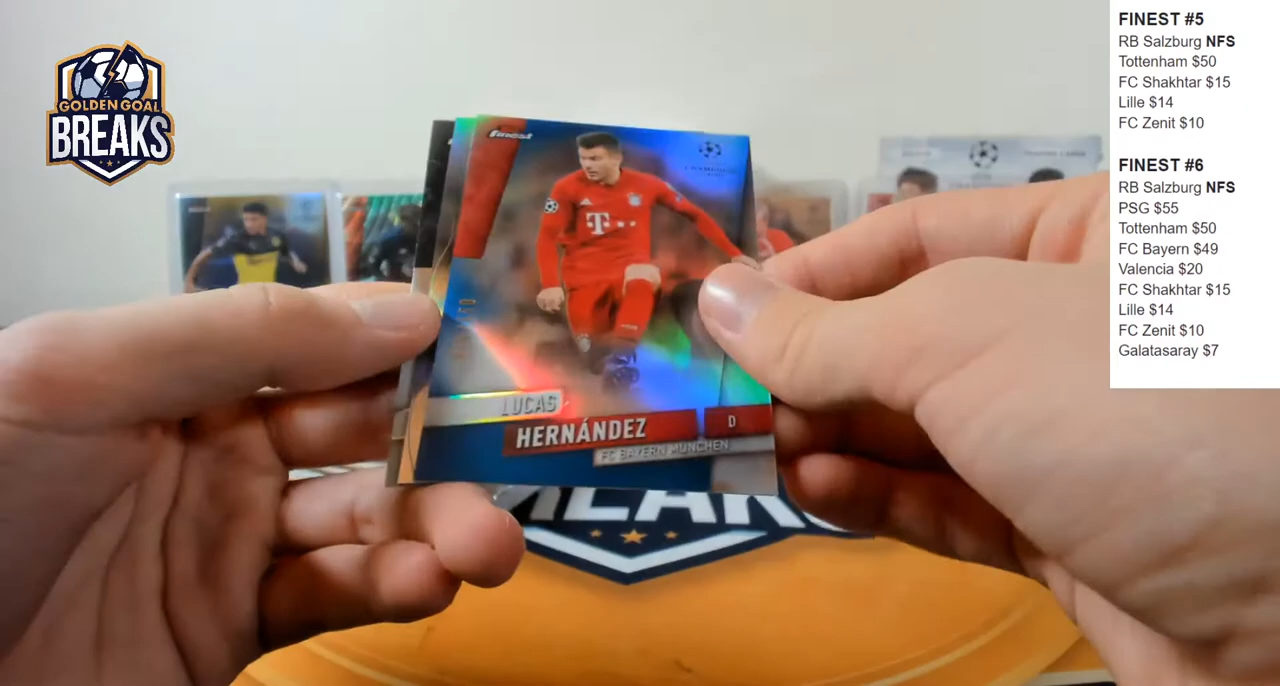 GOLDEN GOAL
BREAKS
finest
LUCAS
HERNÁNDEZ
D
FC BAYERN MÜNCHEN
FINEST #5
RB Salzburg NFS
Tottenham $50
FC Shakhtar $15
Lille $14
FC Zenit $10
FINEST #6
RB Salzburg NFS
PSG $55
Tottenham $50
FC Bayern $49
Valencia $20
FC Shakhtar $15
Lille $14
FC Zenit $10
Galatasaray $7